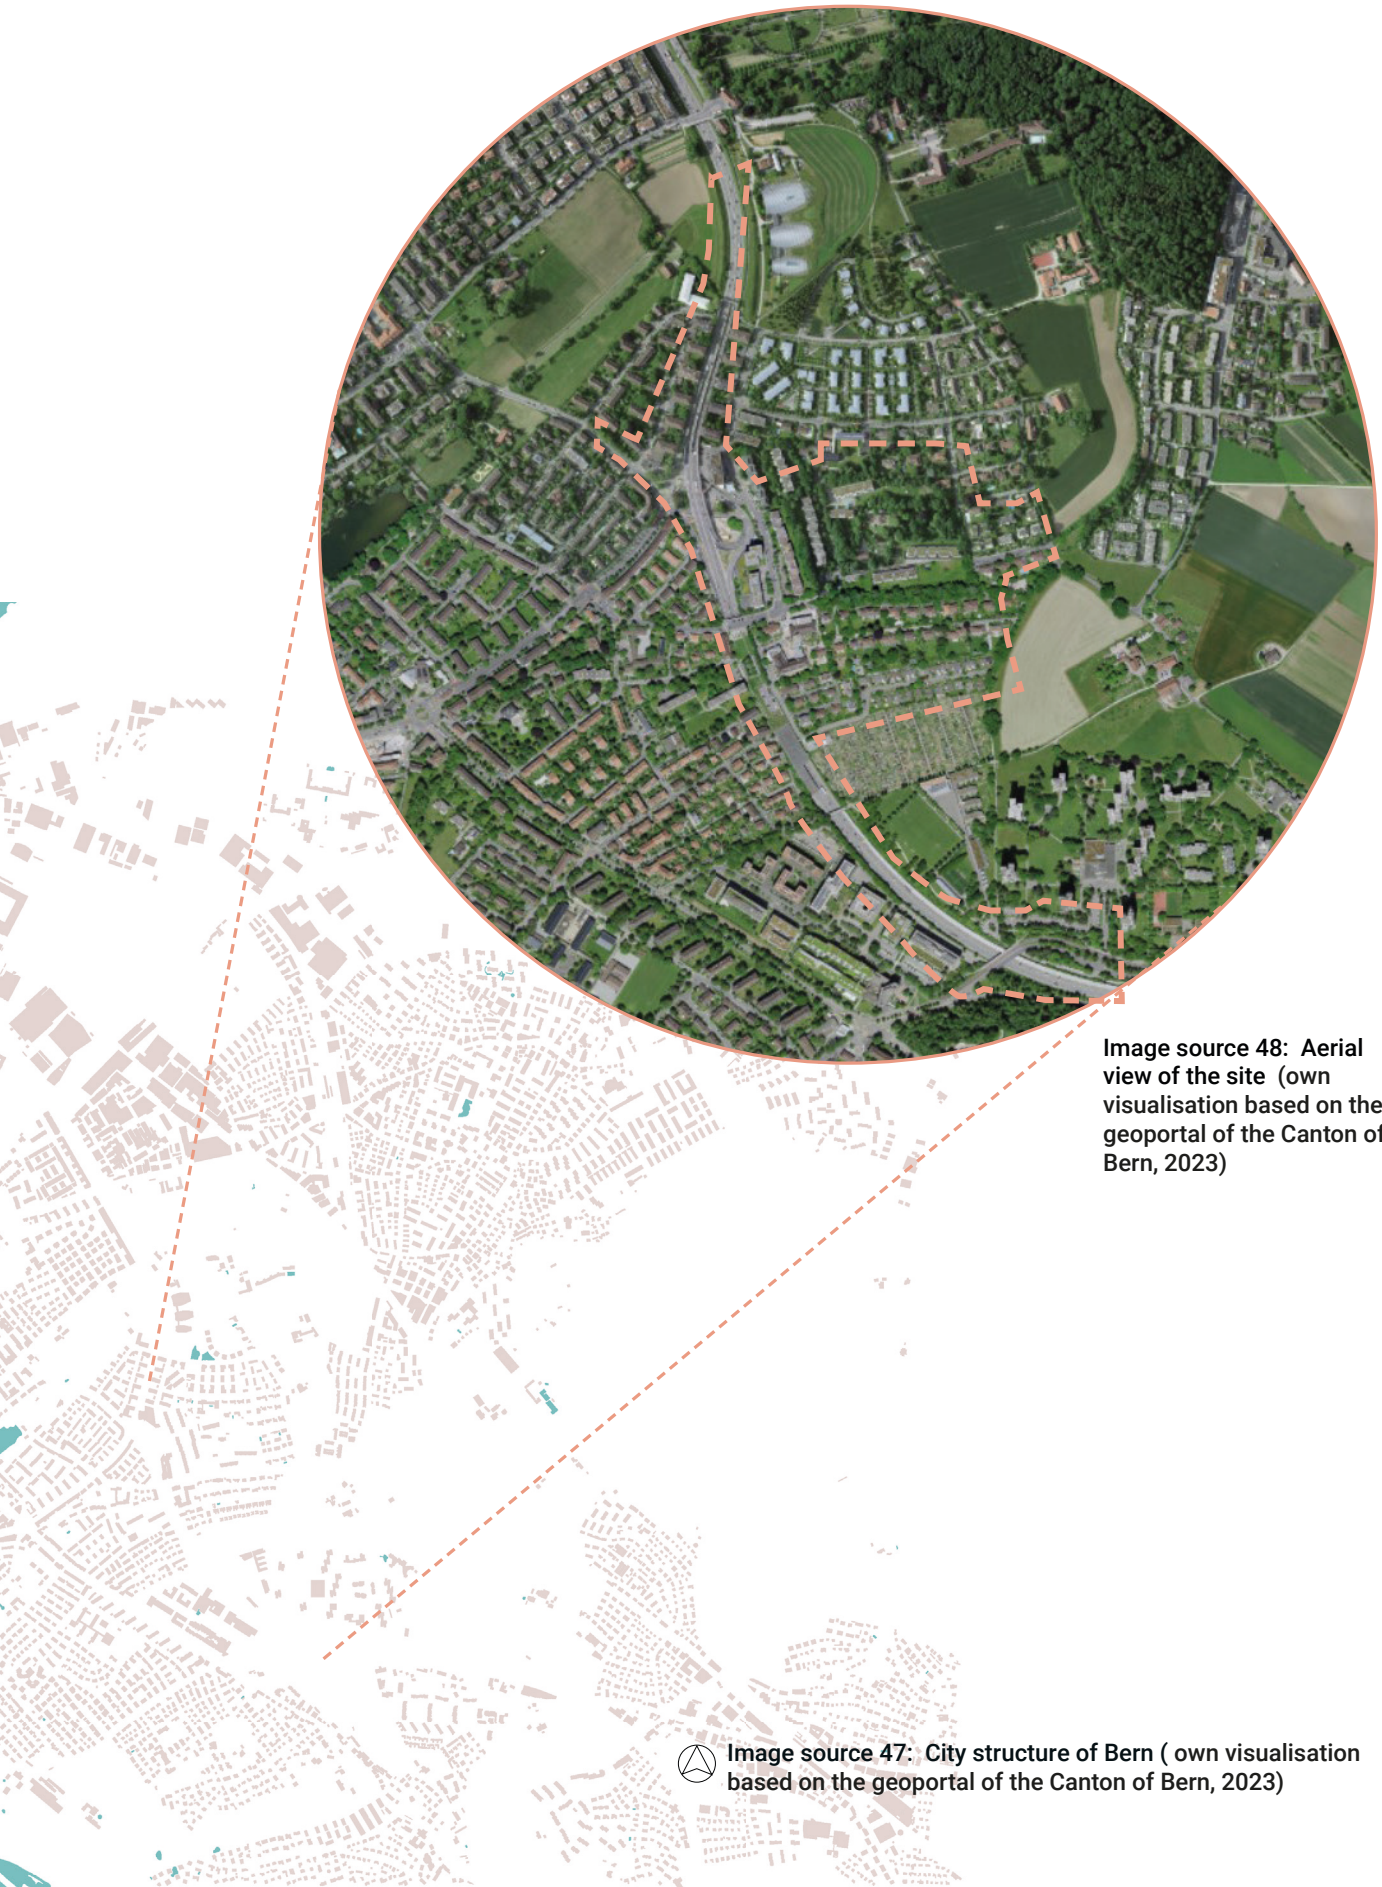 Image source 48:  Aerial
view of the site  (own
visualisation based on the
geoportal of the Canton of
Bern, 2023)
Image source 47:  City structure of Bern ( own visualisation
based on the geoportal of the Canton of Bern, 2023)